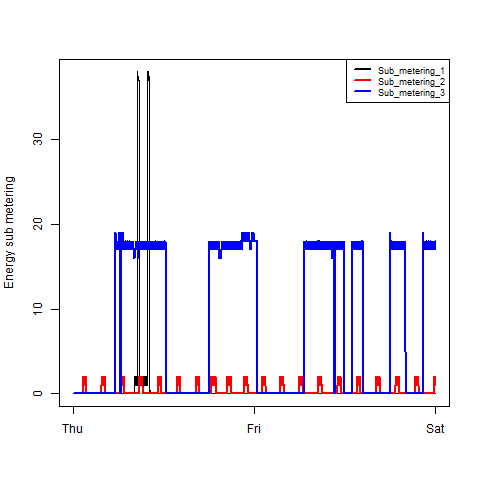 Sub_metering_1
Sub_metering_2
Sub_metering_3
Energy sub metering
30
20
10
0
Thu Fri Sat